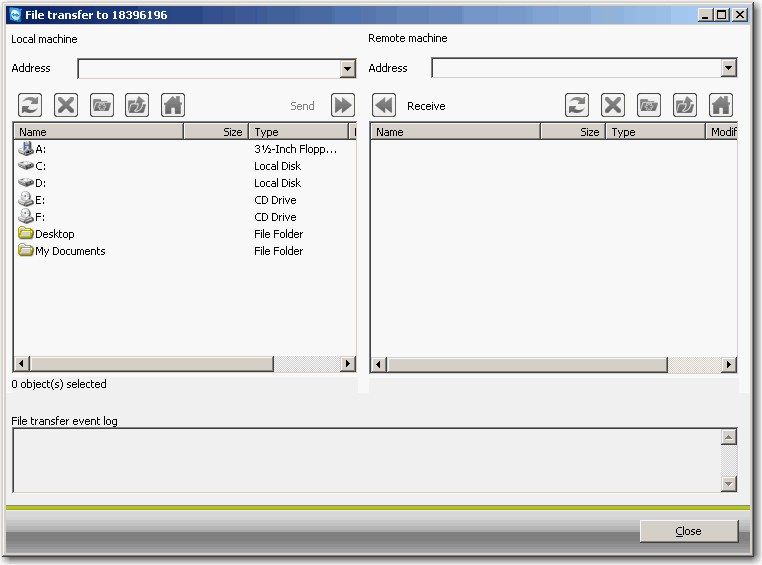 File transfer to 18396196
Local machine
Remote machine
Address
Address
Send
Receive
Name Size Type
Name Size Type Modif
A: 3½-Inch Flopp...
C: Local Disk
D: Local Disk
E: CD Drive
F: CD Drive
Desktop File Folder
My Documents File Folder
0 object(s) selected
File transfer event log
Close